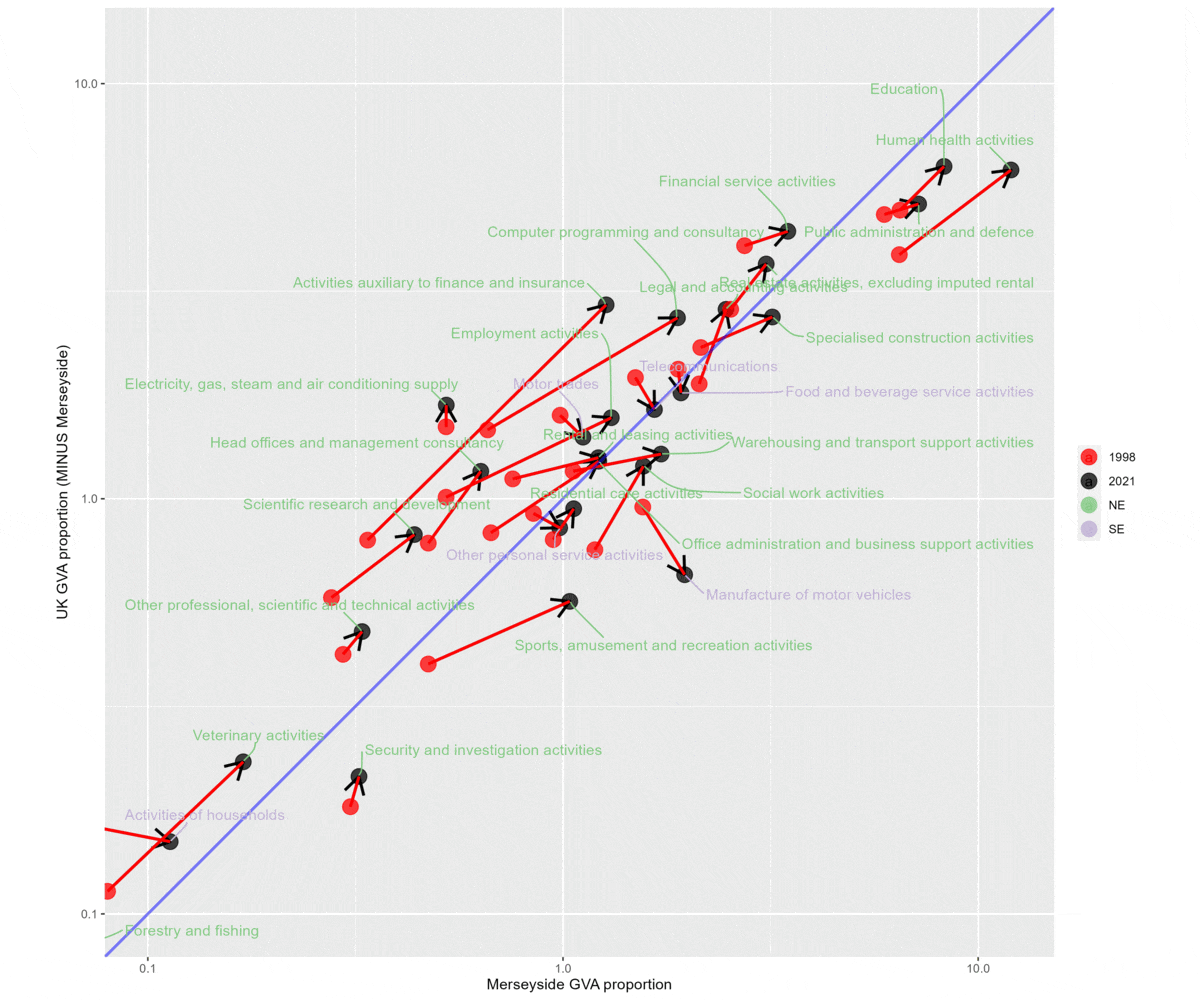 10.0
Education
Human health activities
Financial service activities
Computer programming and consultancy
Public administration and defence
Activities auxiliary to finance and insurance
Legal and accounting activities
Real estate activities, excluding imputed rental
Employment activities
Specialised construction activities
Telecommunications
Electricity, gas, steam and air conditioning supply
Motor trades
Food and beverage service activities
Head offices and management consultancy
Rental and leasing activities
Warehousing and transport support activities
1.0
Scientific research and development
Residential care activities
Social work activities
Other personal service activities
Office administration and business support activities
Manufacture of motor vehicles
Other professional, scientific and technical activities
Sports, amusement and recreation activities
Veterinary activities
Security and investigation activities
Activities of households
0.1
Forestry and fishing
0.1
1.0
10.0
Merseyside GVA proportion
UK GVA proportion (MINUS Merseyside)
a 1998
a 2021
a NE
a SE